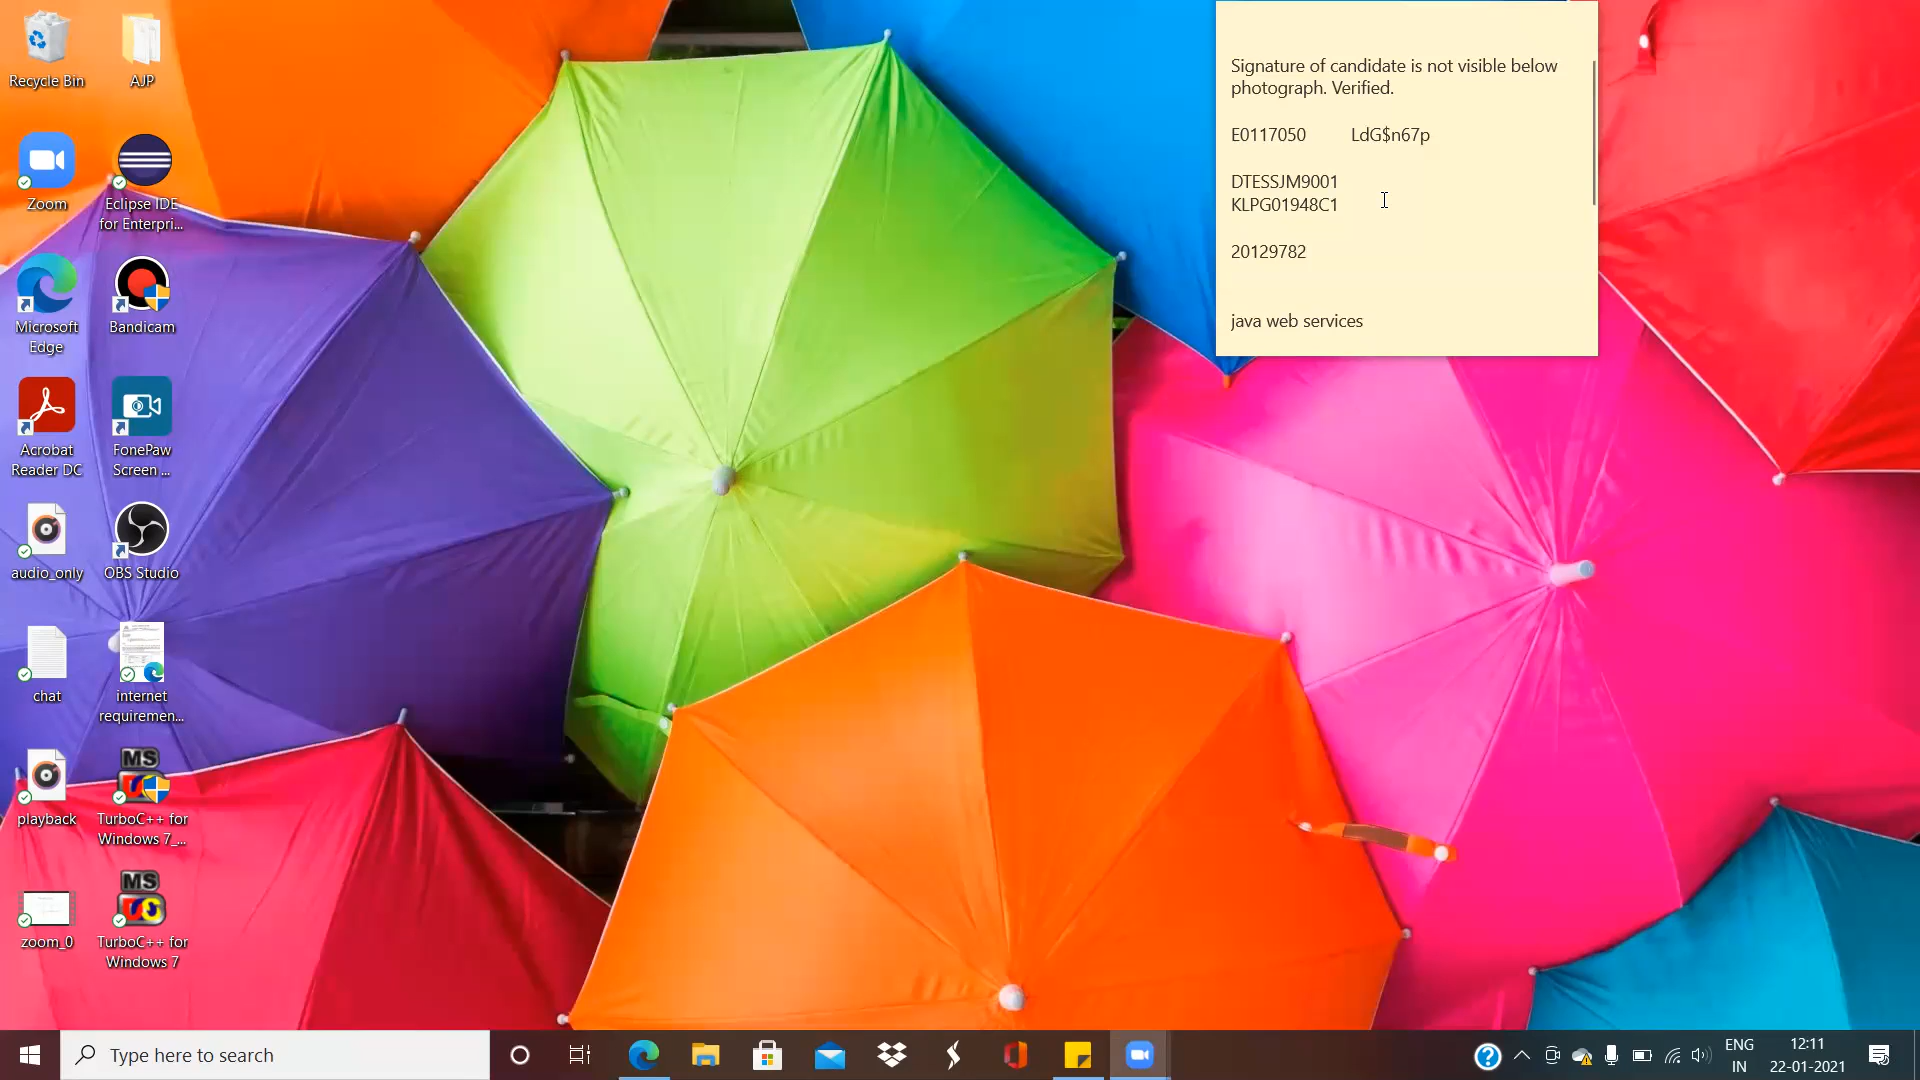 Recycle Bin
AJP
Zoom
Eclipse IDE
for Enterpri...
Microsoft
Edge
Bandicam
Acrobat
Reader DC
FonePaw
Screen ...
audio_only
OBS Studio
chat
internet
requiremen...
playback
MS
TurboC++ for
Windows 7_...
zoom_0
MS
TurboC++ for
Windows 7
Signature of candidate is not visible below
photograph. Verified.
E0117050 LdG$n67p
DTESSJM9001
KLPG01948C1
20129782
java web services
Type here to search
ENG
IN
12:11
22-01-2021